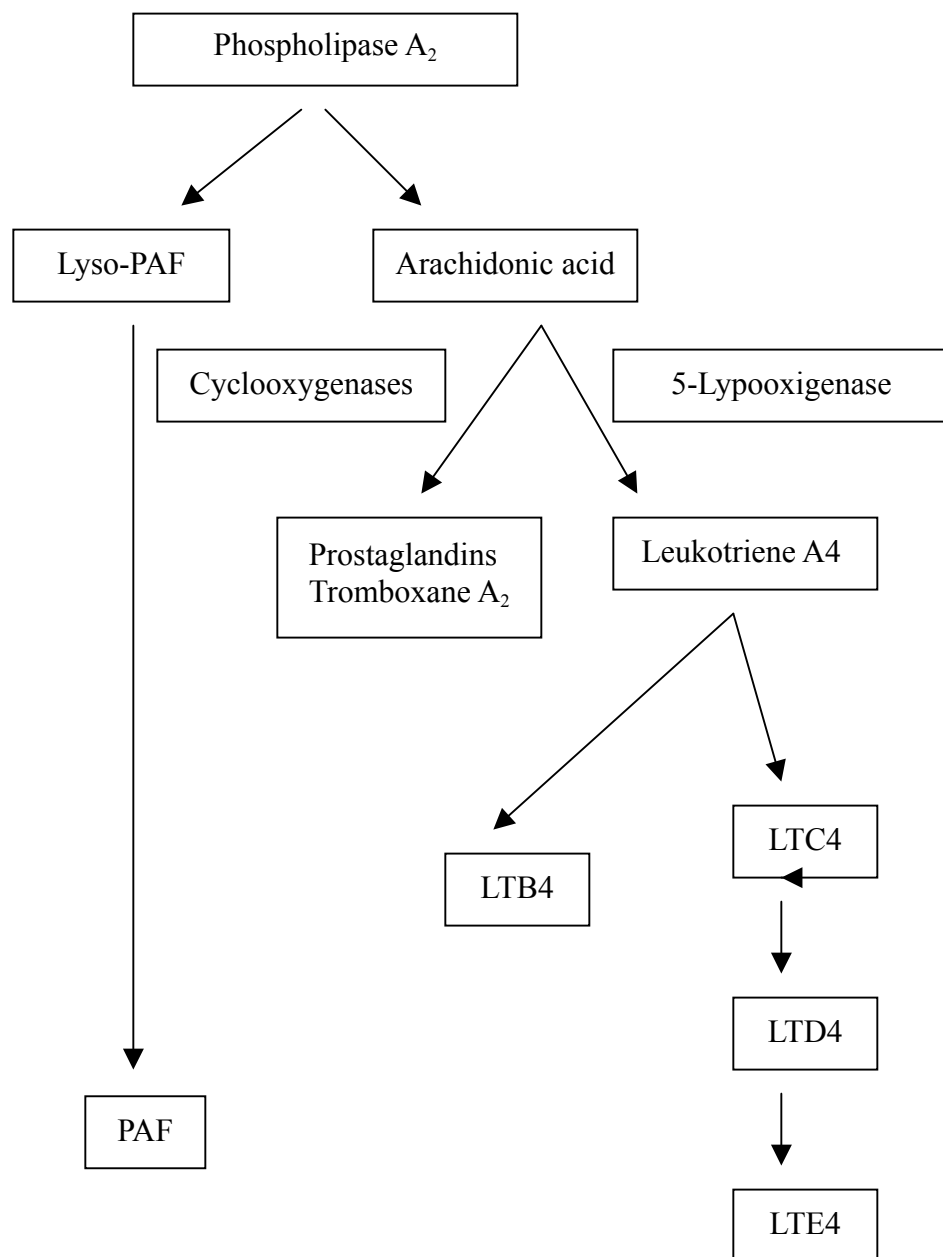 Phospholipase A₂
Lyso-PAF
Arachidonic acid
Cyclooxygenases
5-Lypooxigenase
Prostaglandins
Tromboxane A₂
Leukotriene A4
LTC4
LTB4
LTD4
PAF
LTE4